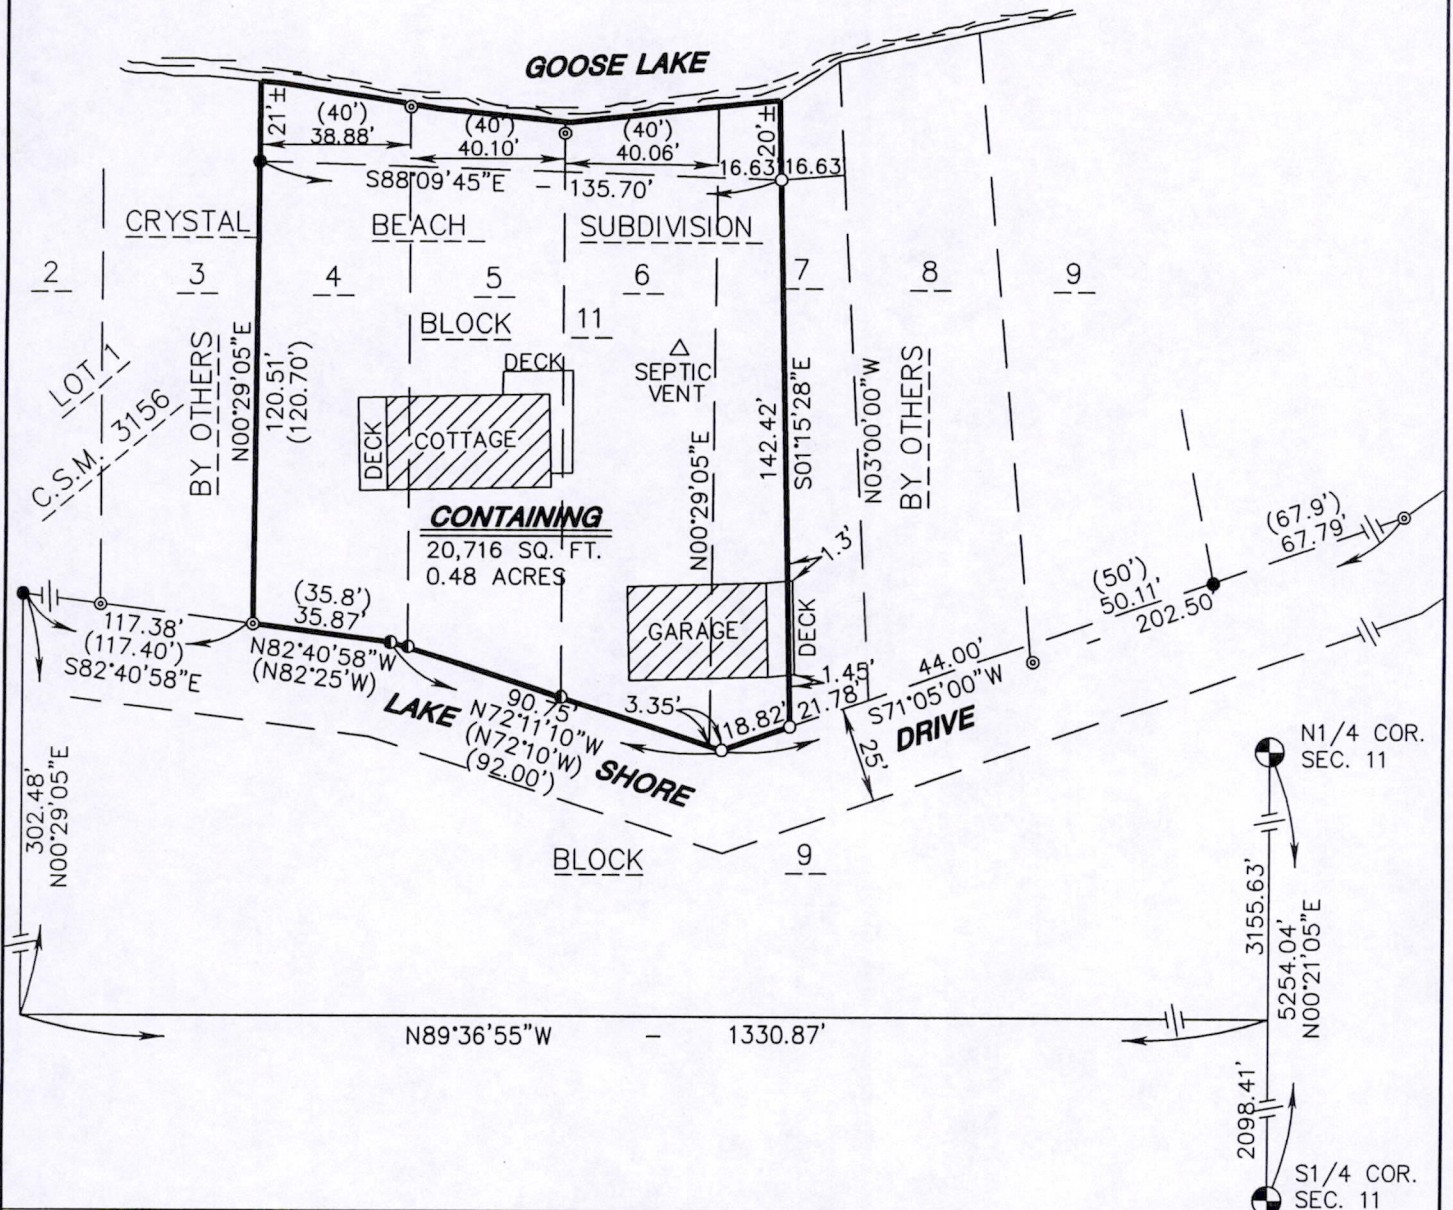 GOOSE LAKE
21'±
(40')
38.88'
(40')
40.10'
(40')
40.06'
20'±
16.63'
16.63'
S88°09'45"E – 135.70'
CRYSTAL BEACH SUBDIVISION
2
3
4
5
6
7
8
9
BLOCK 11
LOT 1
C.S.M. 3156
BY OTHERS
N00°29'05"E
120.51'
(120.70')
DECK
DECK
COTTAGE
SEPTIC
VENT
N00°29'05"E
142.42'
S01°15'28"E
N03°00'00"W
BY OTHERS
CONTAINING
20,716 SQ. FT.
0.48 ACRES
1.3'
GARAGE
DECK
1.45'
(67.9')
67.79'
(50')
50.11'
– 202.50'
44.00'
S71°05'00"W
21.78'
18.82'
3.35'
25'
117.38'
(117.40')
S82°40'58"E
(35.8')
35.87'
N82°40'58"W
(N82°25'W)
90.75'
N72°11'10"W
(N72°10'W)
(92.00')
LAKE SHORE DRIVE
BLOCK 9
302.48'
N00°29'05"E
N89°36'55"W – 1330.87'
N1/4 COR.
SEC. 11
3155.63'
5254.04'
N00°21'05"E
2098.41'
S1/4 COR.
SEC. 11